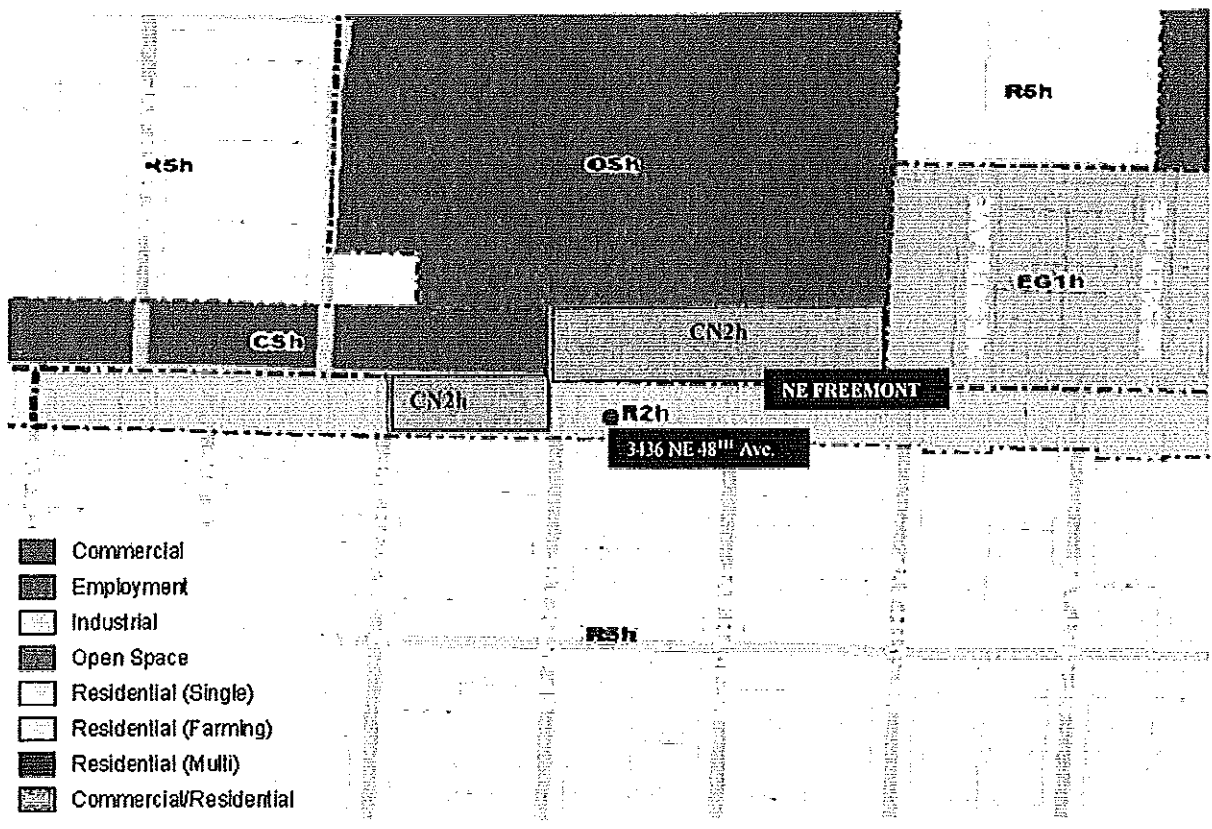 R5h
R5h
OSh
EG1h
CN2h
CSh
NE FREEMONT
CN2h
R2h
3436 NE 48TH Ave.
R5h
Commercial
Employment
Industrial
Open Space
Residential (Single)
Residential (Farming)
Residential (Multi)
Commercial/Residential